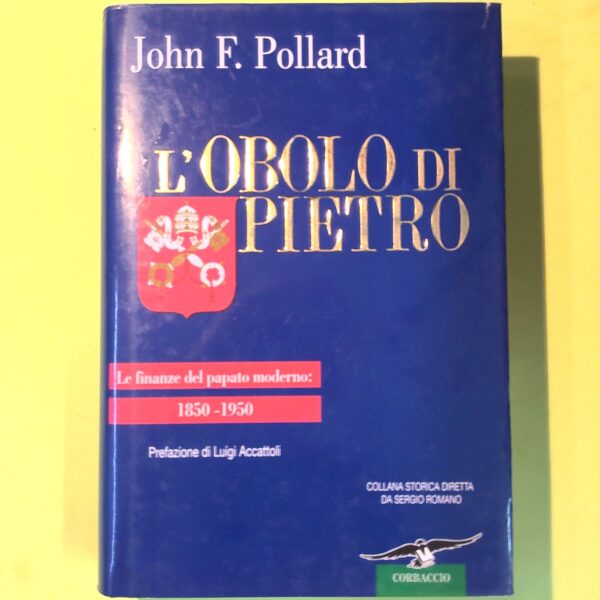 John F. Pollard
L'OBOLO DI
PIETRO
Le finanze del papato moderno:
1850 -1950
Prefazione di Luigi Accattoli
COLLANA STORICA DIRETTA
DA SERGIO ROMANO
CORBACCIO